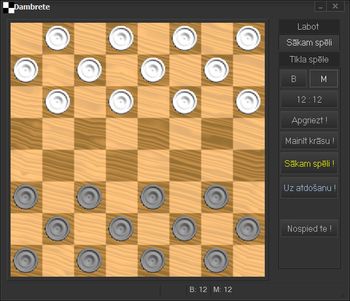 Dambrete
Labot
Sākam spēli
Tīkla spēle
B M
12 : 12
Apgriezt !
Mainīt krāsu !
Sākam spēli !
Uz atdošanu !
Nospied te !
B: 12 M: 12